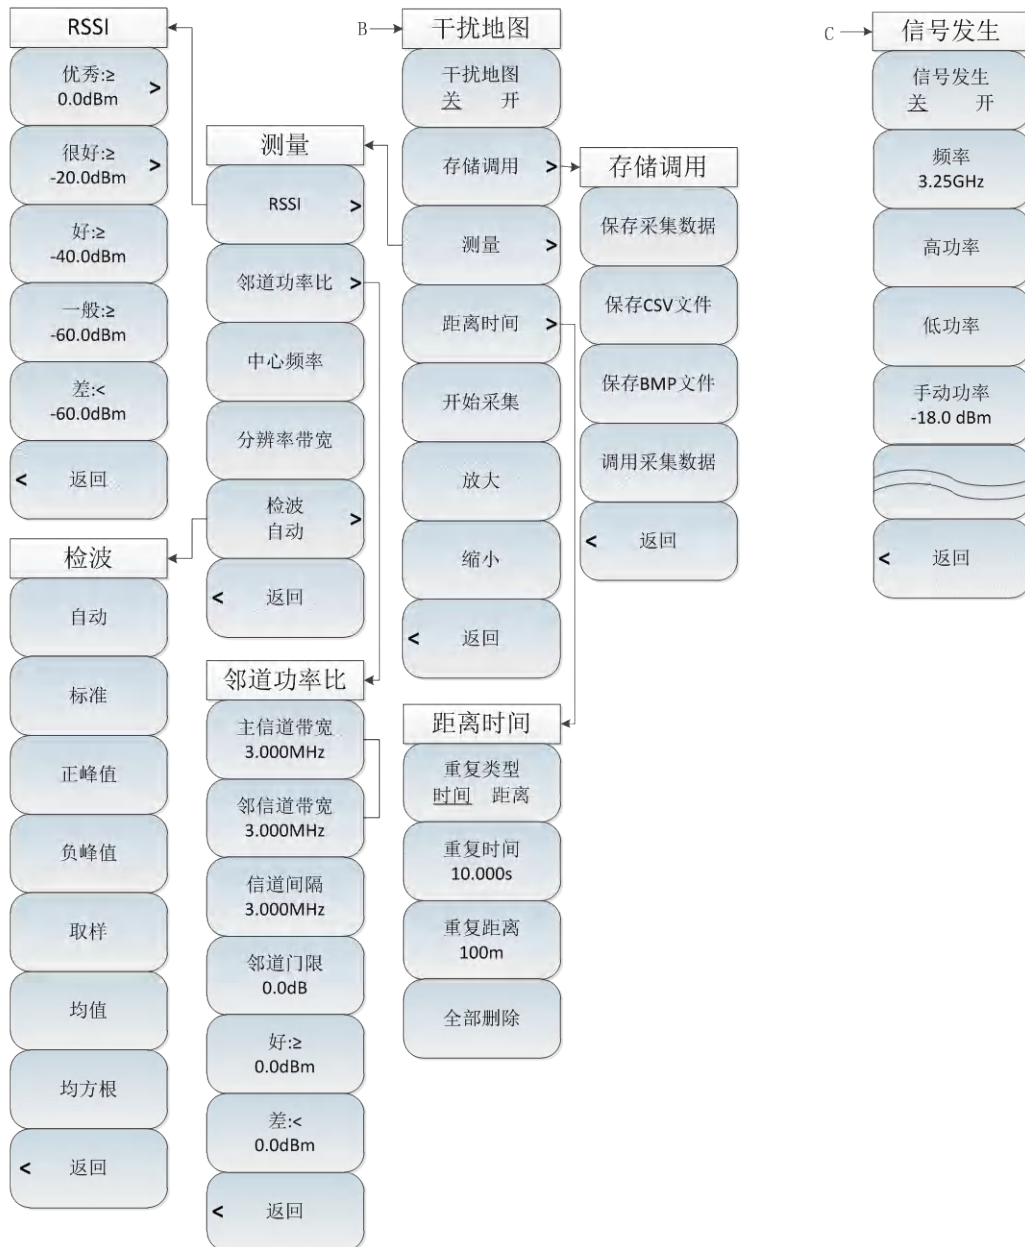 RSSI
优秀:≥
0.0dBm
>
很好:≥
-20.0dBm
>
好:≥
-40.0dBm
一般:≥
-60.0dBm
差:<
-60.0dBm
< 返回
检波
自动
标准
正峰值
负峰值
取样
均值
均方根
< 返回
测量
RSSI >
邻道功率比 >
中心频率
分辨率带宽
检波
自动
>
< 返回
邻道功率比
主信道带宽
3.000MHz
邻信道带宽
3.000MHz
信道间隔
3.000MHz
邻道门限
0.0dB
好:≥
0.0dBm
差:<
0.0dBm
< 返回
B
干扰地图
干扰地图
关 开
存储调用 >
测量 >
距离时间 >
开始采集
放大
缩小
< 返回
距离时间
重复类型
时间 距离
重复时间
10.000s
重复距离
100m
全部删除
存储调用
保存采集数据
保存CSV文件
保存BMP文件
调用采集数据
< 返回
C
信号发生
信号发生
关 开
频率
3.25GHz
高功率
低功率
手动功率
-18.0 dBm
< 返回